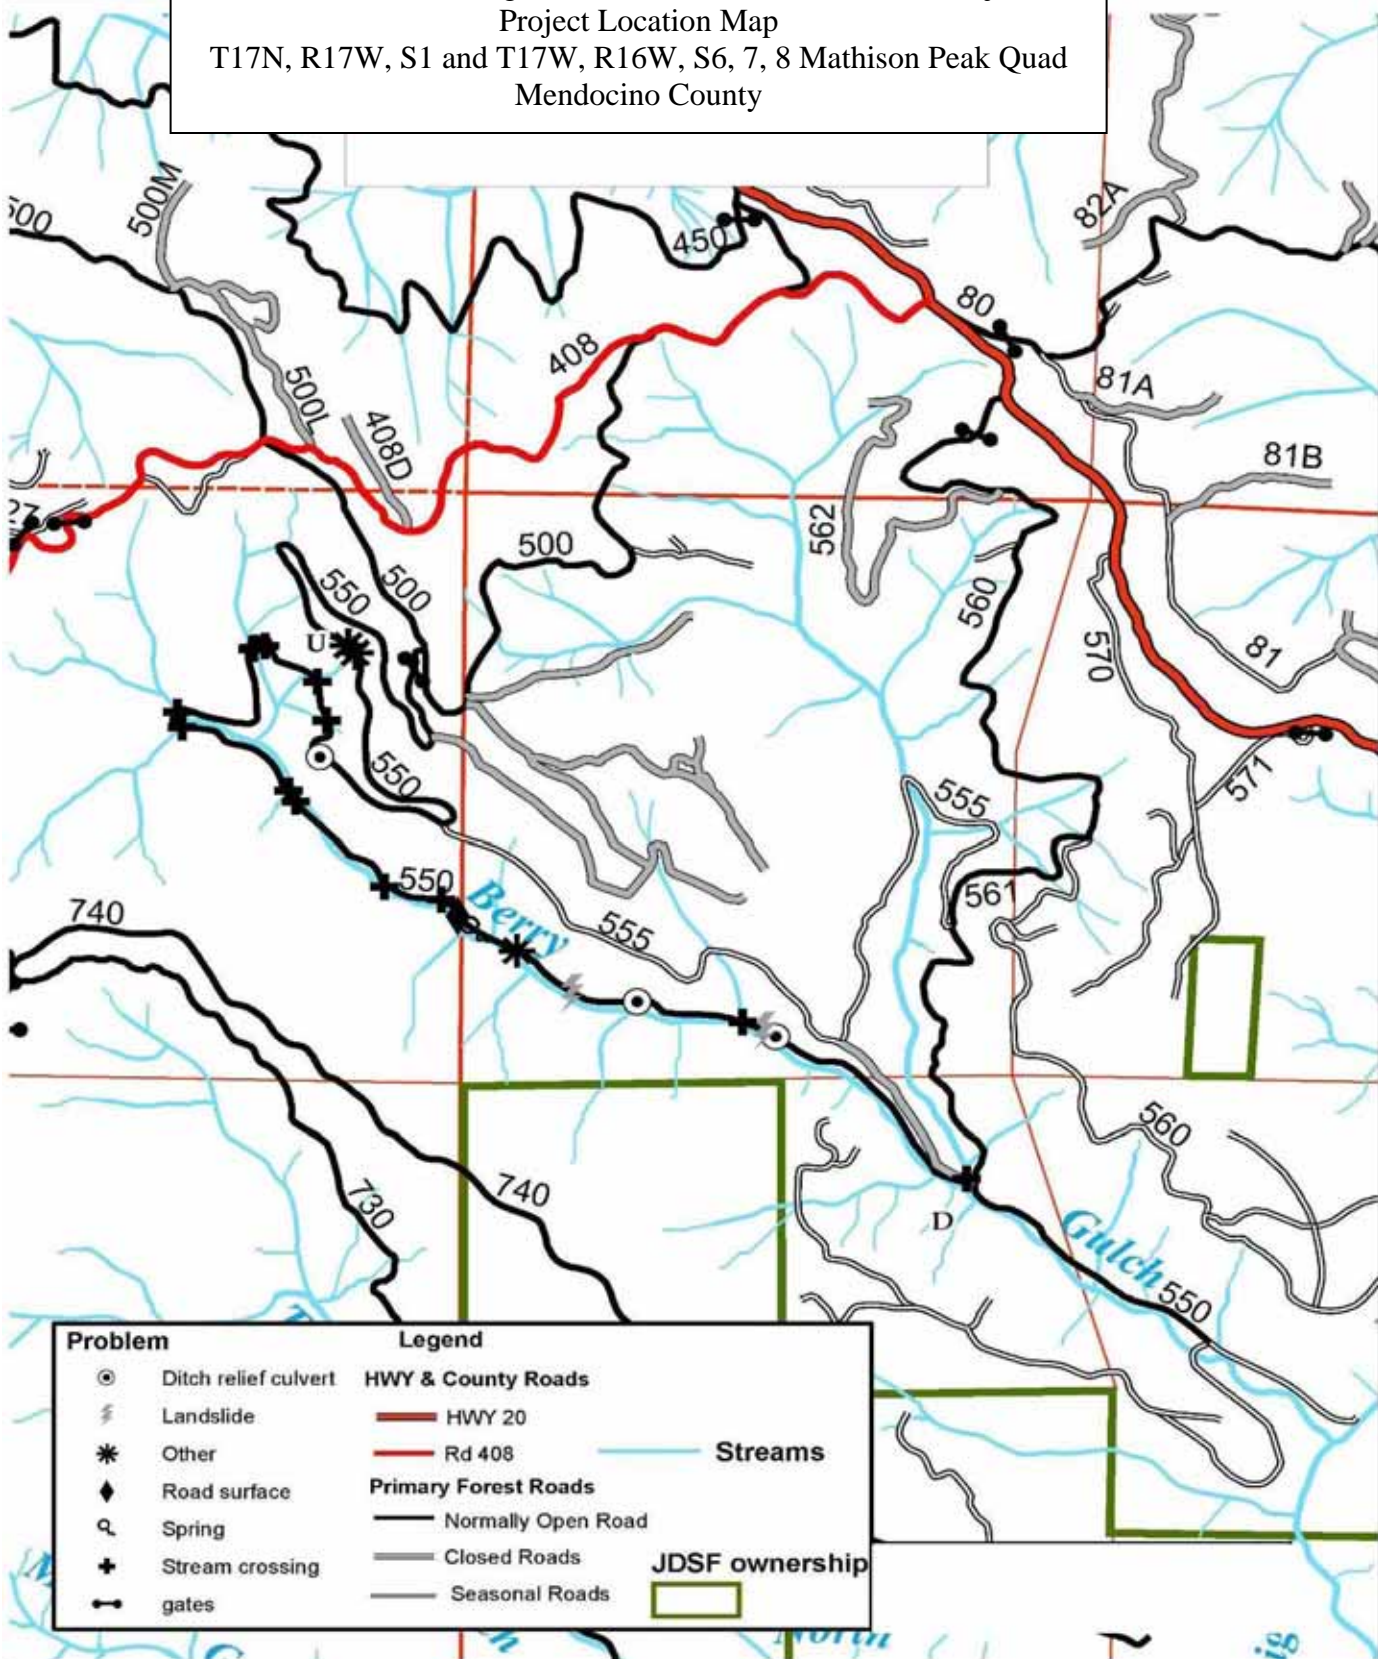 Project Location Map
T17N, R17W, S1 and T17W, R16W, S6, 7, 8 Mathison Peak Quad
Mendocino County
500M
82A
500
450
80
408
81A
500L
408D
81B
27
562
500
550
500
560
570
81
U
550
571
555
550
Berry
561
740
555
560
740
730
D
Gulch
550
Problem
Legend
Ditch relief culvert
HWY & County Roads
Landslide
HWY 20
Other
Rd 408
Streams
Road surface
Primary Forest Roads
Normally Open Road
Spring
Closed Roads
Stream crossing
JDSF ownership
Seasonal Roads
gates
North